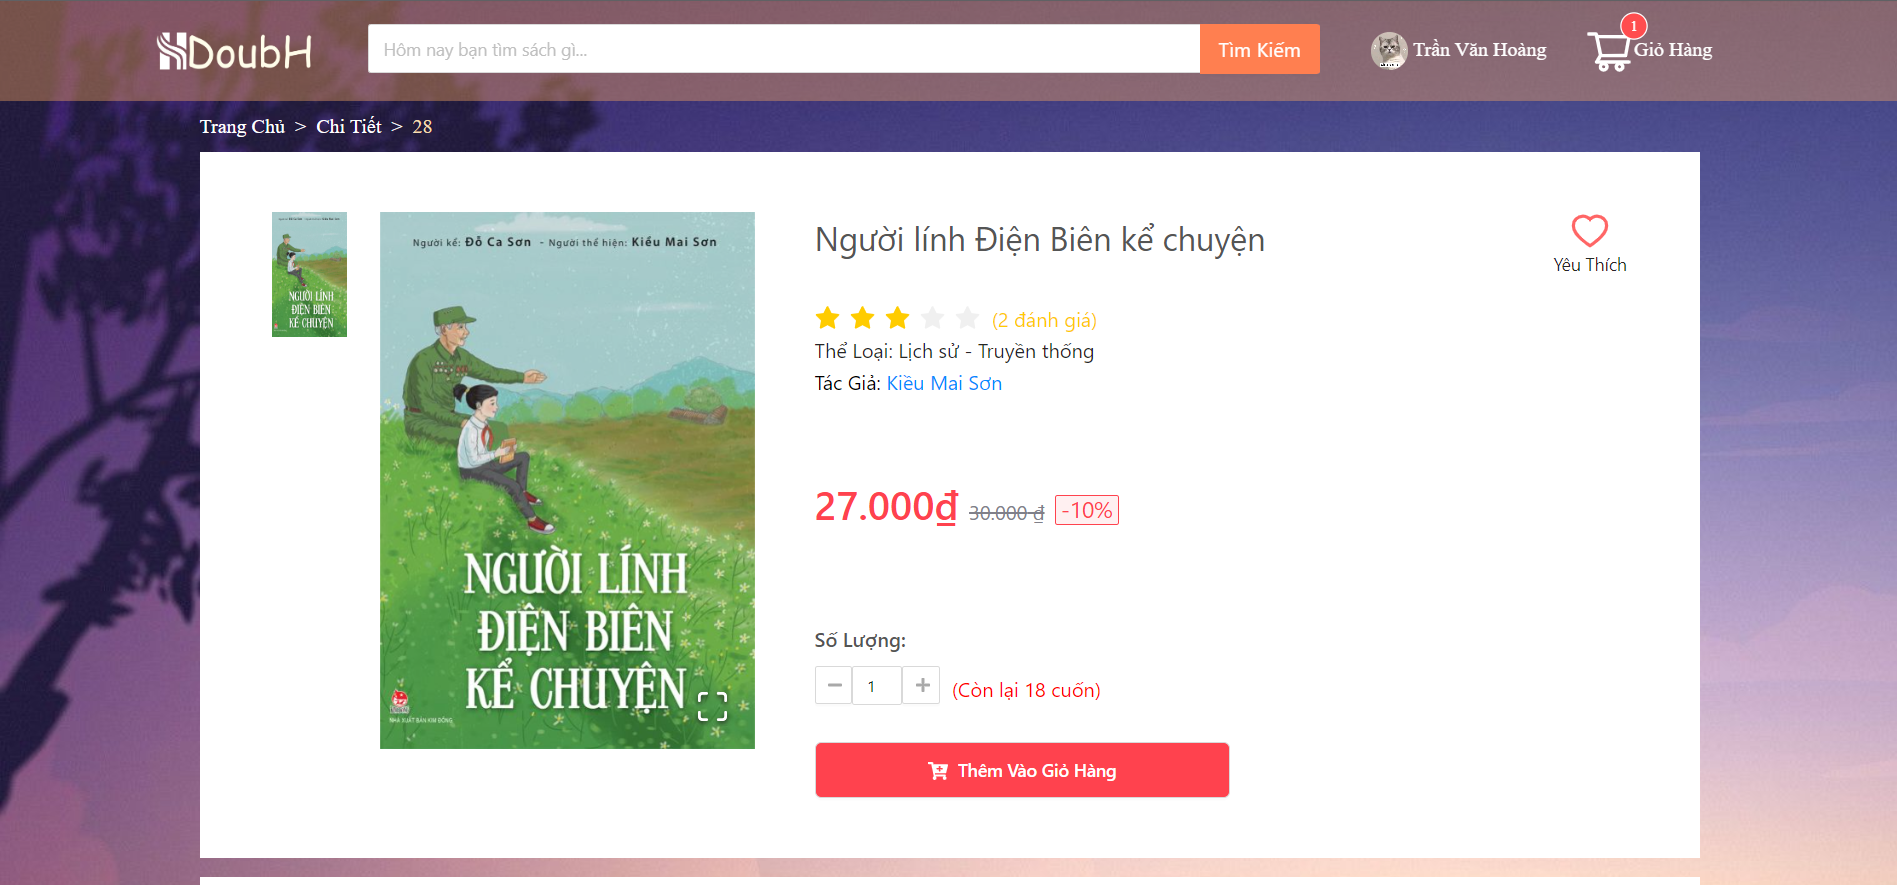 DoubH
Hôm nay bạn tìm sách gì...
Tìm Kiếm
Trần Văn Hoàng
1
Giỏ Hàng
Trang Chủ > Chi Tiết > 28
Người kể: Đỗ Ca Sơn - Người thể hiện: Kiều Mai Sơn
NGƯỜI LÍNH
ĐIỆN BIÊN
KỂ CHUYỆN
NHÀ XUẤT BẢN KIM ĐỒNG
NGƯỜI LÍNH
ĐIỆN BIÊN
KỂ CHUYỆN
Người lính Điện Biên kể chuyện
Yêu Thích
(2 đánh giá)
Thể Loại: Lịch sử - Truyền thống
Tác Giả: Kiều Mai Sơn
27.000₫ 30.000 ₫ -10%
Số Lượng:
1
(Còn lại 18 cuốn)
Thêm Vào Giỏ Hàng